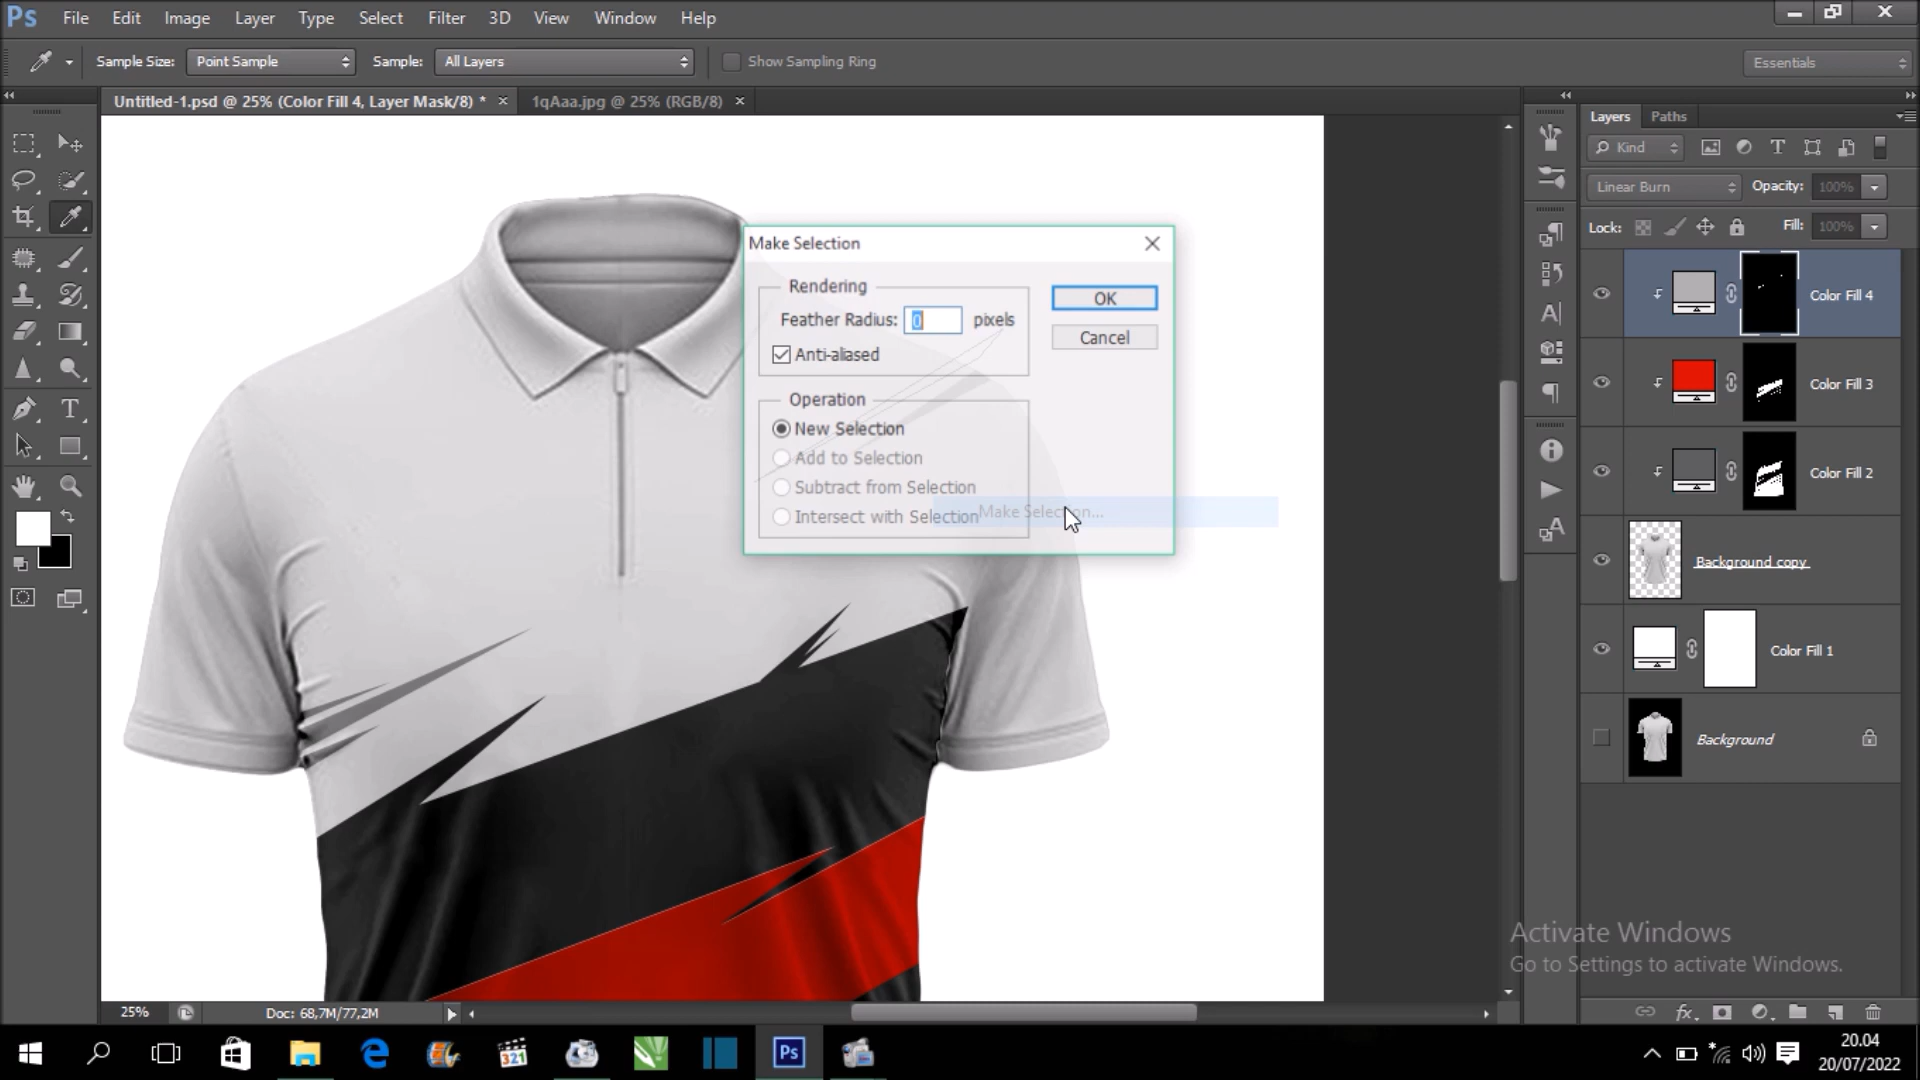 Ps File Edit Image Layer Type Select Filter 3D View Window Help
Sample Size: Point Sample Sample: All Layers Show Sampling Ring Essentials
Untitled-1.psd @ 25% (Color Fill 4, Layer Mask/8) * × 1qAaa.jpg @ 25% (RGB/8) ×
Layers Paths
Kind
Linear Burn Opacity: 100%
Lock: Fill: 100%
Color Fill 4
Color Fill 3
Color Fill 2
Background copy
Color Fill 1
Background
Make Selection
Rendering
Feather Radius: 0 pixels
Anti-aliased
OK
Cancel
Operation
New Selection
Add to Selection
Subtract from Selection
Intersect with Selection
Make Selection...
Activate Windows
Go to Settings to activate Windows.
25% Doc: 68,7M/77,2M
321
Ps
20.04
20/07/2022